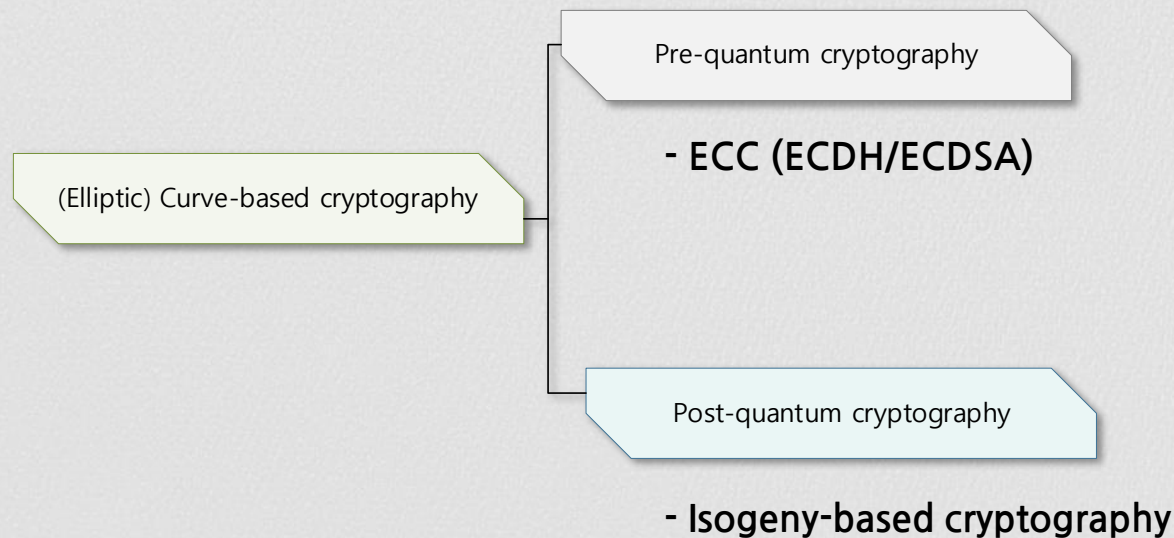 Pre-quantum cryptography
- ECC (ECDH/ECDSA)
(Elliptic) Curve-based cryptography
Post-quantum cryptography
- Isogeny-based cryptography